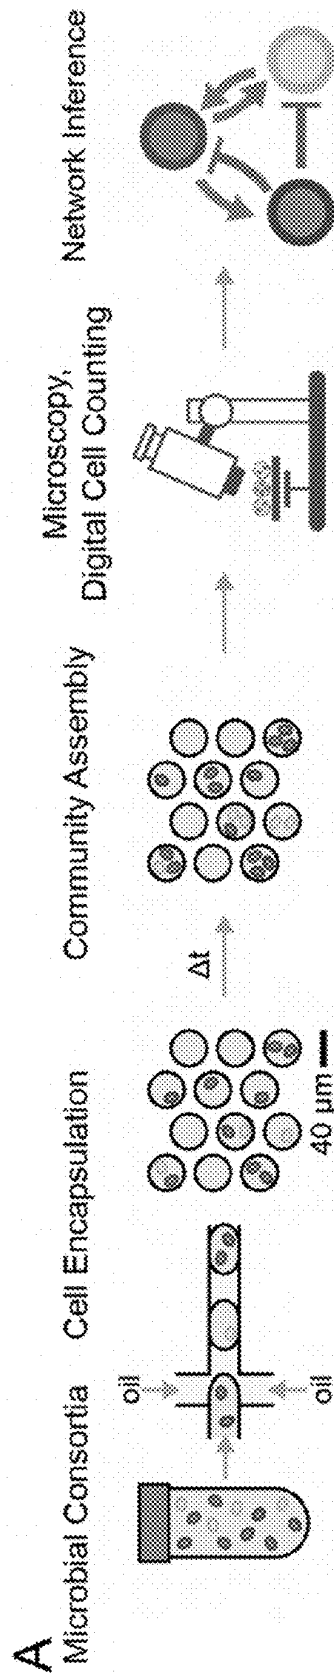 A
Microbial Consortia
Cell Encapsulation
Community Assembly
Microscopy,
Digital Cell Counting
Network Inference
oil
oil
40 μm
Δt